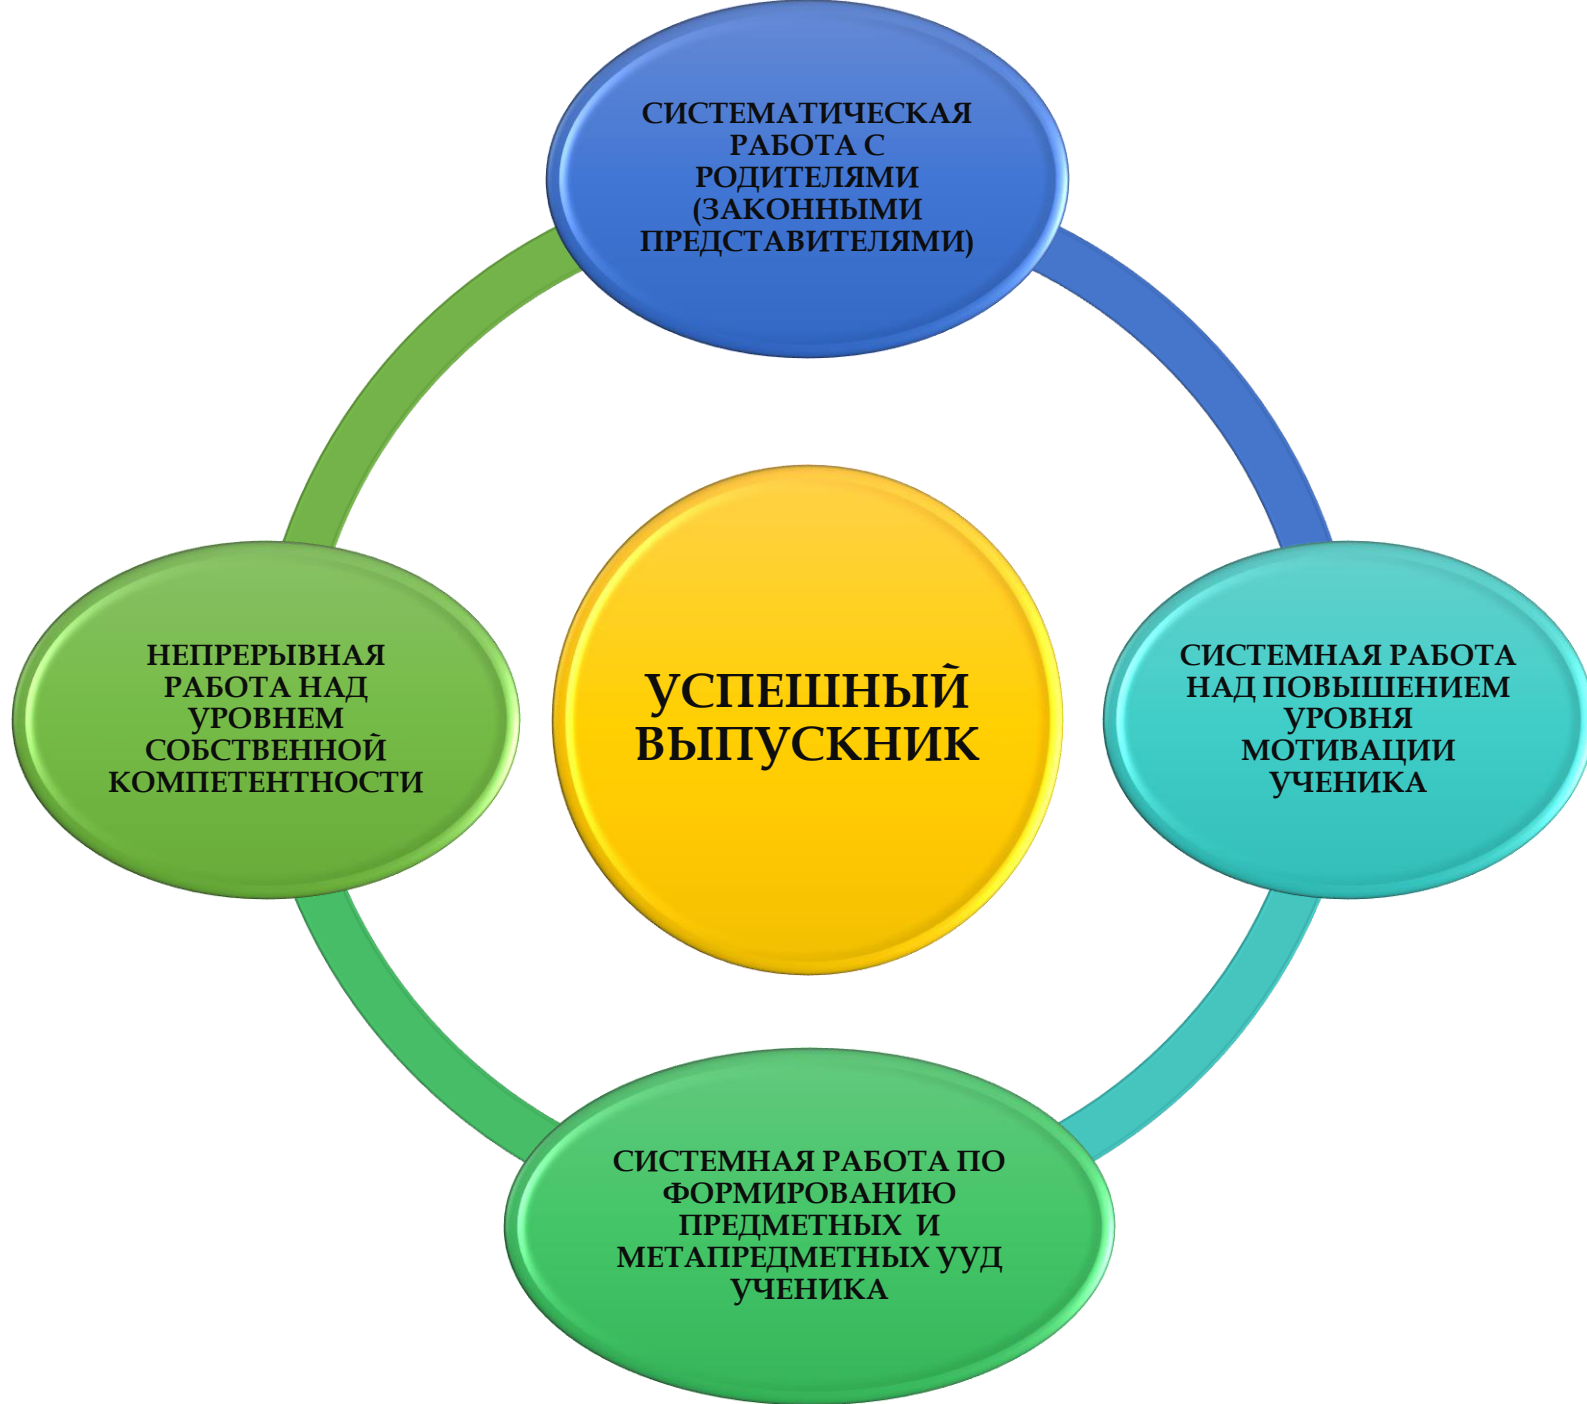 СИСТЕМАТИЧЕСКАЯ
РАБОТА С
РОДИТЕЛЯМИ
(ЗАКОННЫМИ
ПРЕДСТАВИТЕЛЯМИ)
НЕПРЕРЫВНАЯ
РАБОТА НАД
УРОВНЕМ
СОБСТВЕННОЙ
КОМПЕТЕНТНОСТИ
УСПЕШНЫЙ
ВЫПУСКНИК
СИСТЕМНАЯ РАБОТА
НАД ПОВЫШЕНИЕМ
УРОВНЯ
МОТИВАЦИИ
УЧЕНИКА
СИСТЕМНАЯ РАБОТА ПО
ФОРМИРОВАНИЮ
ПРЕДМЕТНЫХ И
МЕТАПРЕДМЕТНЫХ УУД
УЧЕНИКА